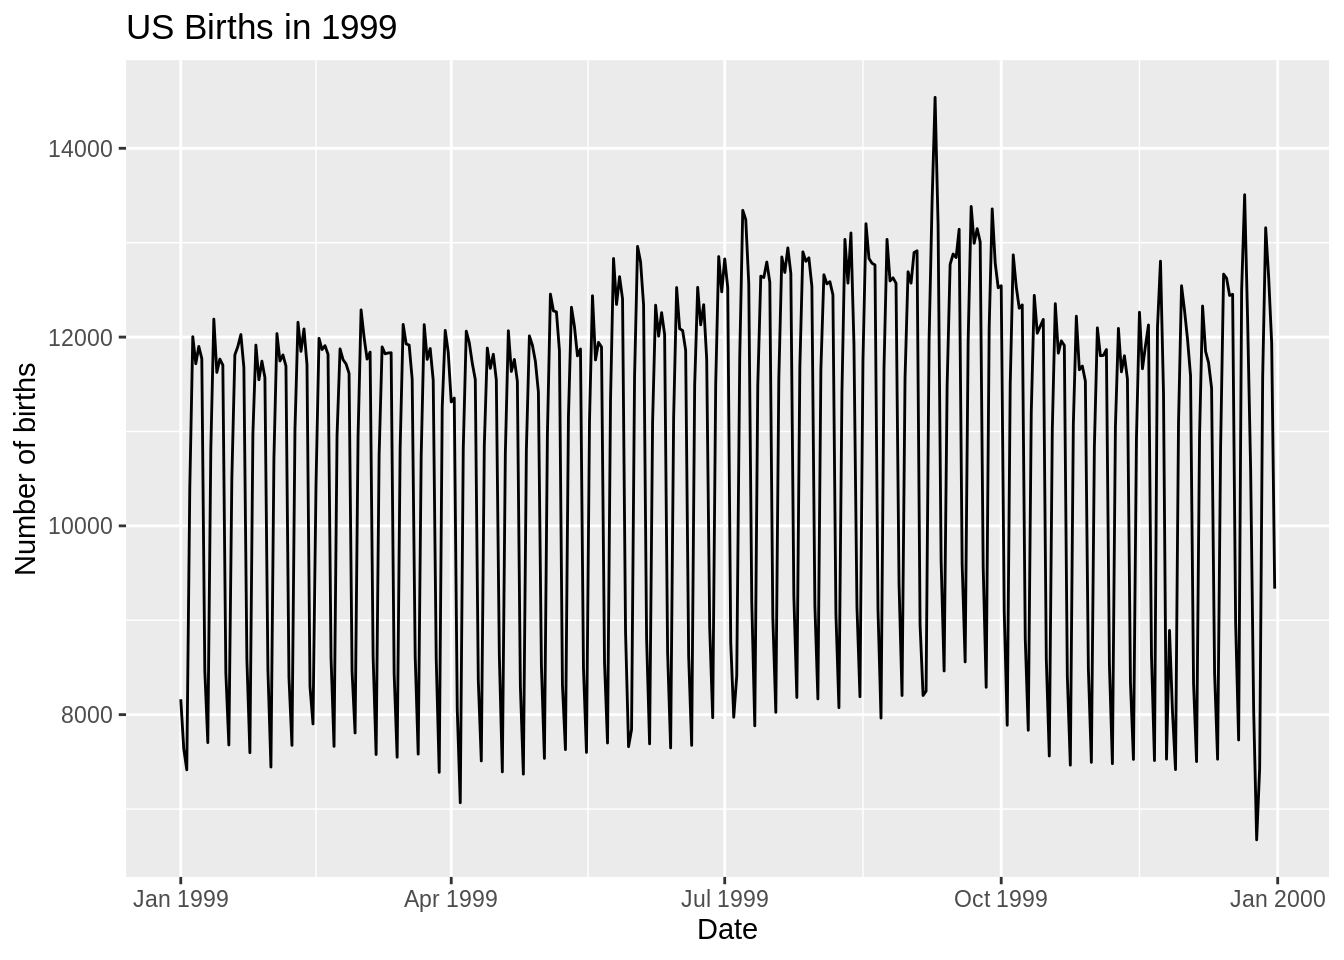 US Births in 1999
Number of births
14000
12000
10000
8000
Jan 1999
Apr 1999
Jul 1999
Oct 1999
Jan 2000
Date